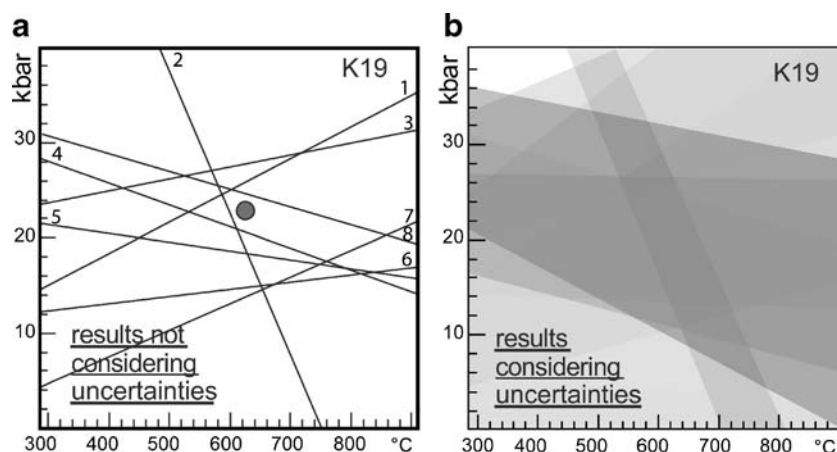 a
kbar
30
20
10
K19
2
1
3
4
5
7
8
6
results not
considering
uncertainties
300 400 500 600 700 800 °C
b
kbar
30
20
10
K19
results
considering
uncertainties
300 400 500 600 700 800 °C